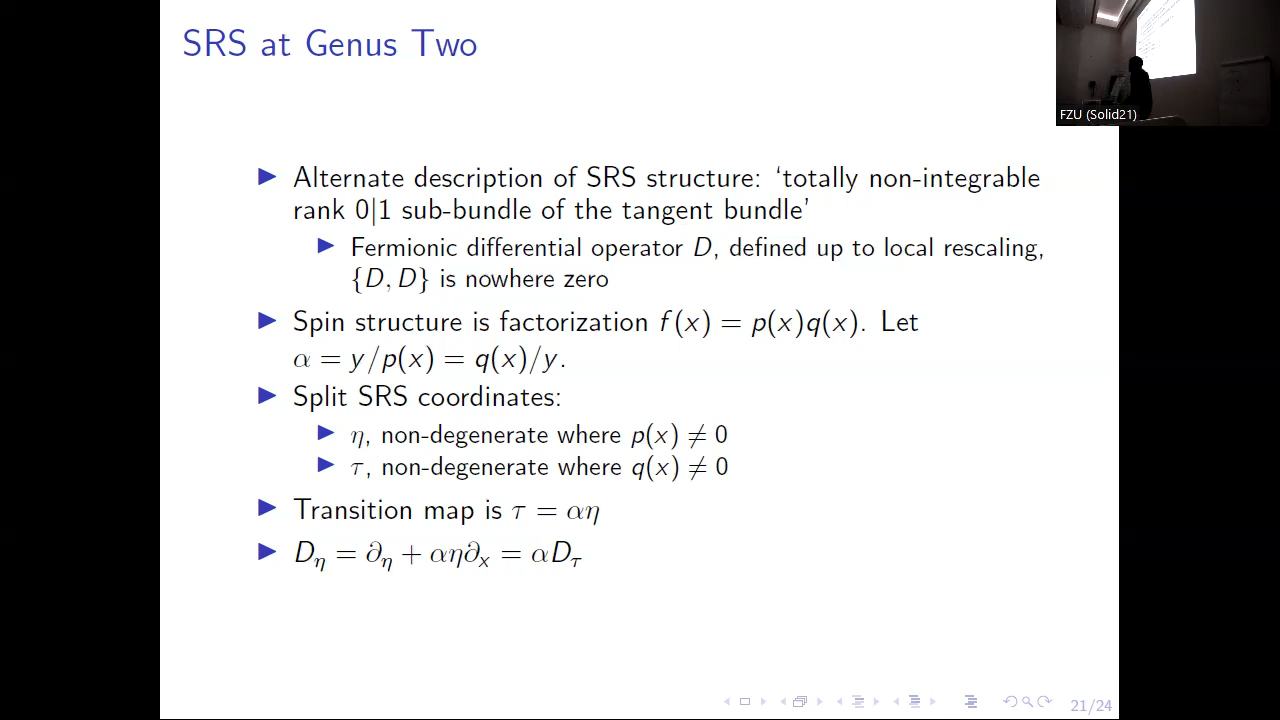 SRS at Genus Two
FZU (Solid21)
▶ Alternate description of SRS structure: ‘totally non-integrable
rank 0|1 sub-bundle of the tangent bundle’
▶ Fermionic differential operator D, defined up to local rescaling,
{D, D} is nowhere zero
▶ Spin structure is factorization f(x) = p(x)q(x). Let
α = y/p(x) = q(x)/y.
▶ Split SRS coordinates:
▶ η, non-degenerate where p(x) ≠ 0
▶ τ, non-degenerate where q(x) ≠ 0
▶ Transition map is τ = αη
▶ D_η = ∂_η + αη∂_x = αD_τ
21/24